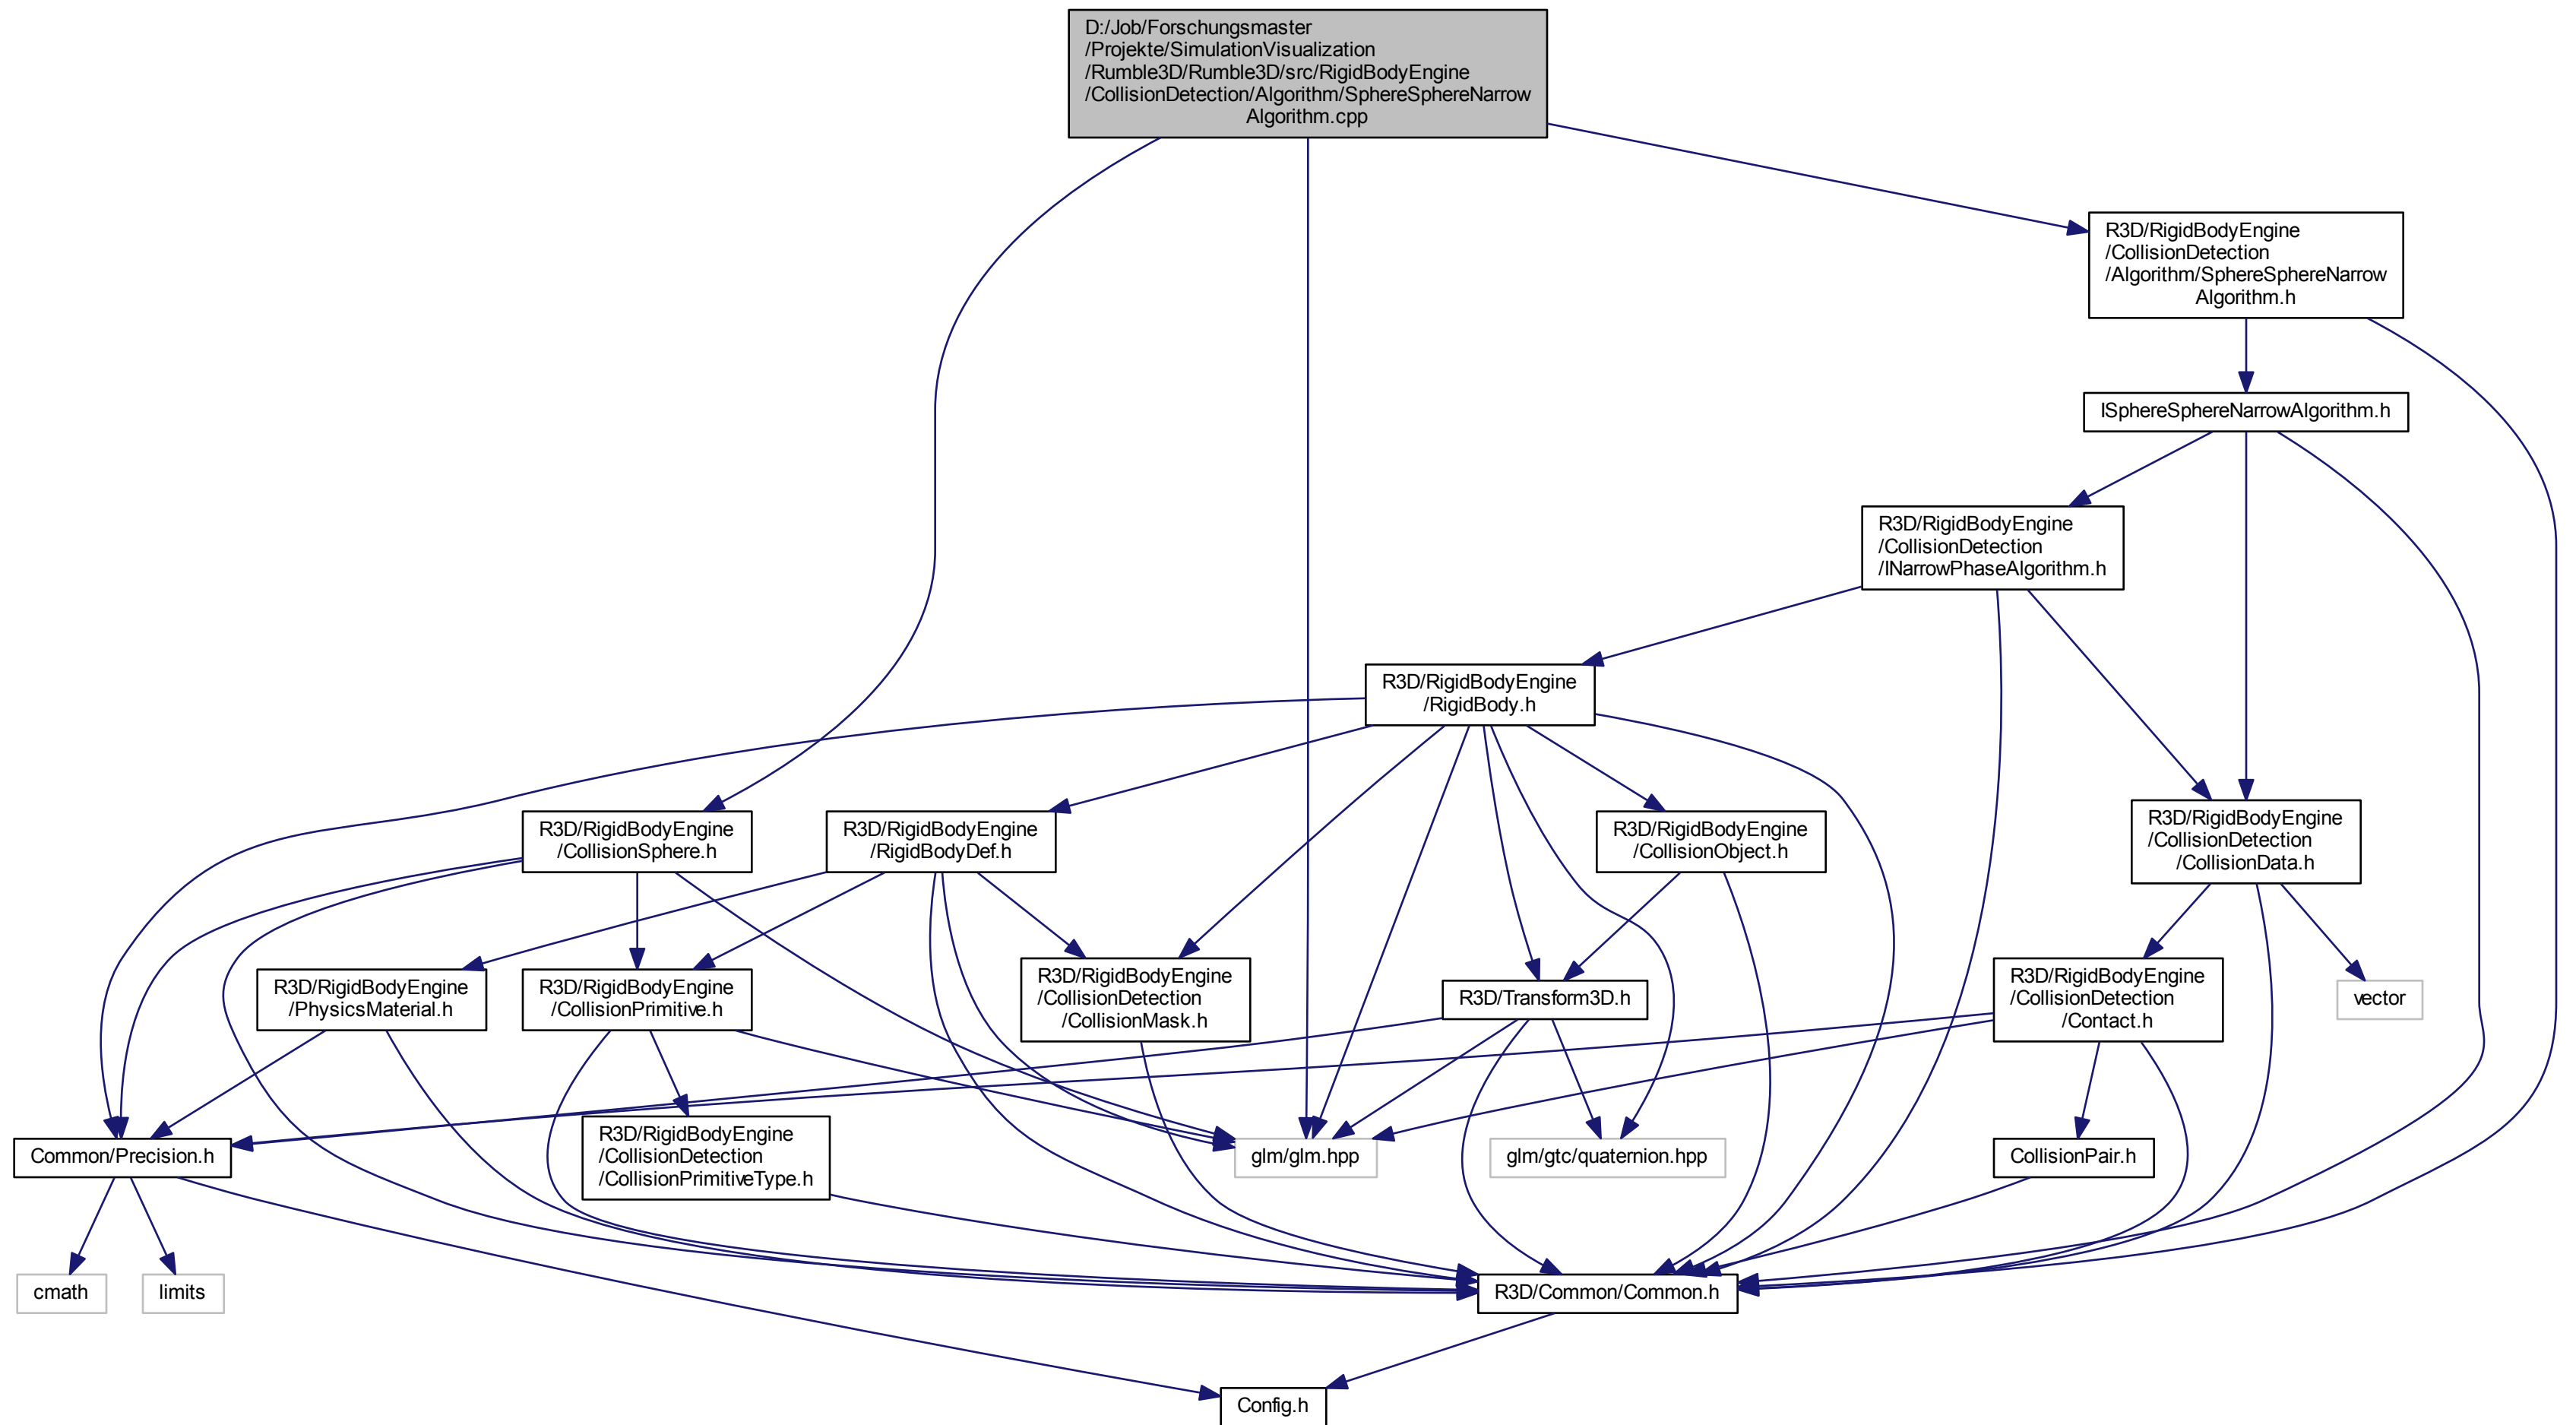 D:/Job/Forschungsmaster
/Projekte/SimulationVisualization
/Rumble3D/Rumble3D/src/RigidBodyEngine
/CollisionDetection/Algorithm/SphereSphereNarrow
Algorithm.cpp
R3D/RigidBodyEngine
/CollisionDetection
/Algorithm/SphereSphereNarrow
Algorithm.h
ISphereSphereNarrowAlgorithm.h
R3D/RigidBodyEngine
/CollisionDetection
/INarrowPhaseAlgorithm.h
R3D/RigidBodyEngine
/RigidBody.h
R3D/RigidBodyEngine
/CollisionSphere.h
R3D/RigidBodyEngine
/RigidBodyDef.h
R3D/RigidBodyEngine
/CollisionObject.h
R3D/RigidBodyEngine
/CollisionDetection
/CollisionData.h
R3D/RigidBodyEngine
/PhysicsMaterial.h
R3D/RigidBodyEngine
/CollisionPrimitive.h
R3D/RigidBodyEngine
/CollisionDetection
/CollisionMask.h
R3D/Transform3D.h
R3D/RigidBodyEngine
/CollisionDetection
/Contact.h
vector
Common/Precision.h
R3D/RigidBodyEngine
/CollisionDetection
/CollisionPrimitiveType.h
glm/glm.hpp
glm/gtc/quaternion.hpp
CollisionPair.h
cmath
limits
R3D/Common/Common.h
Config.h